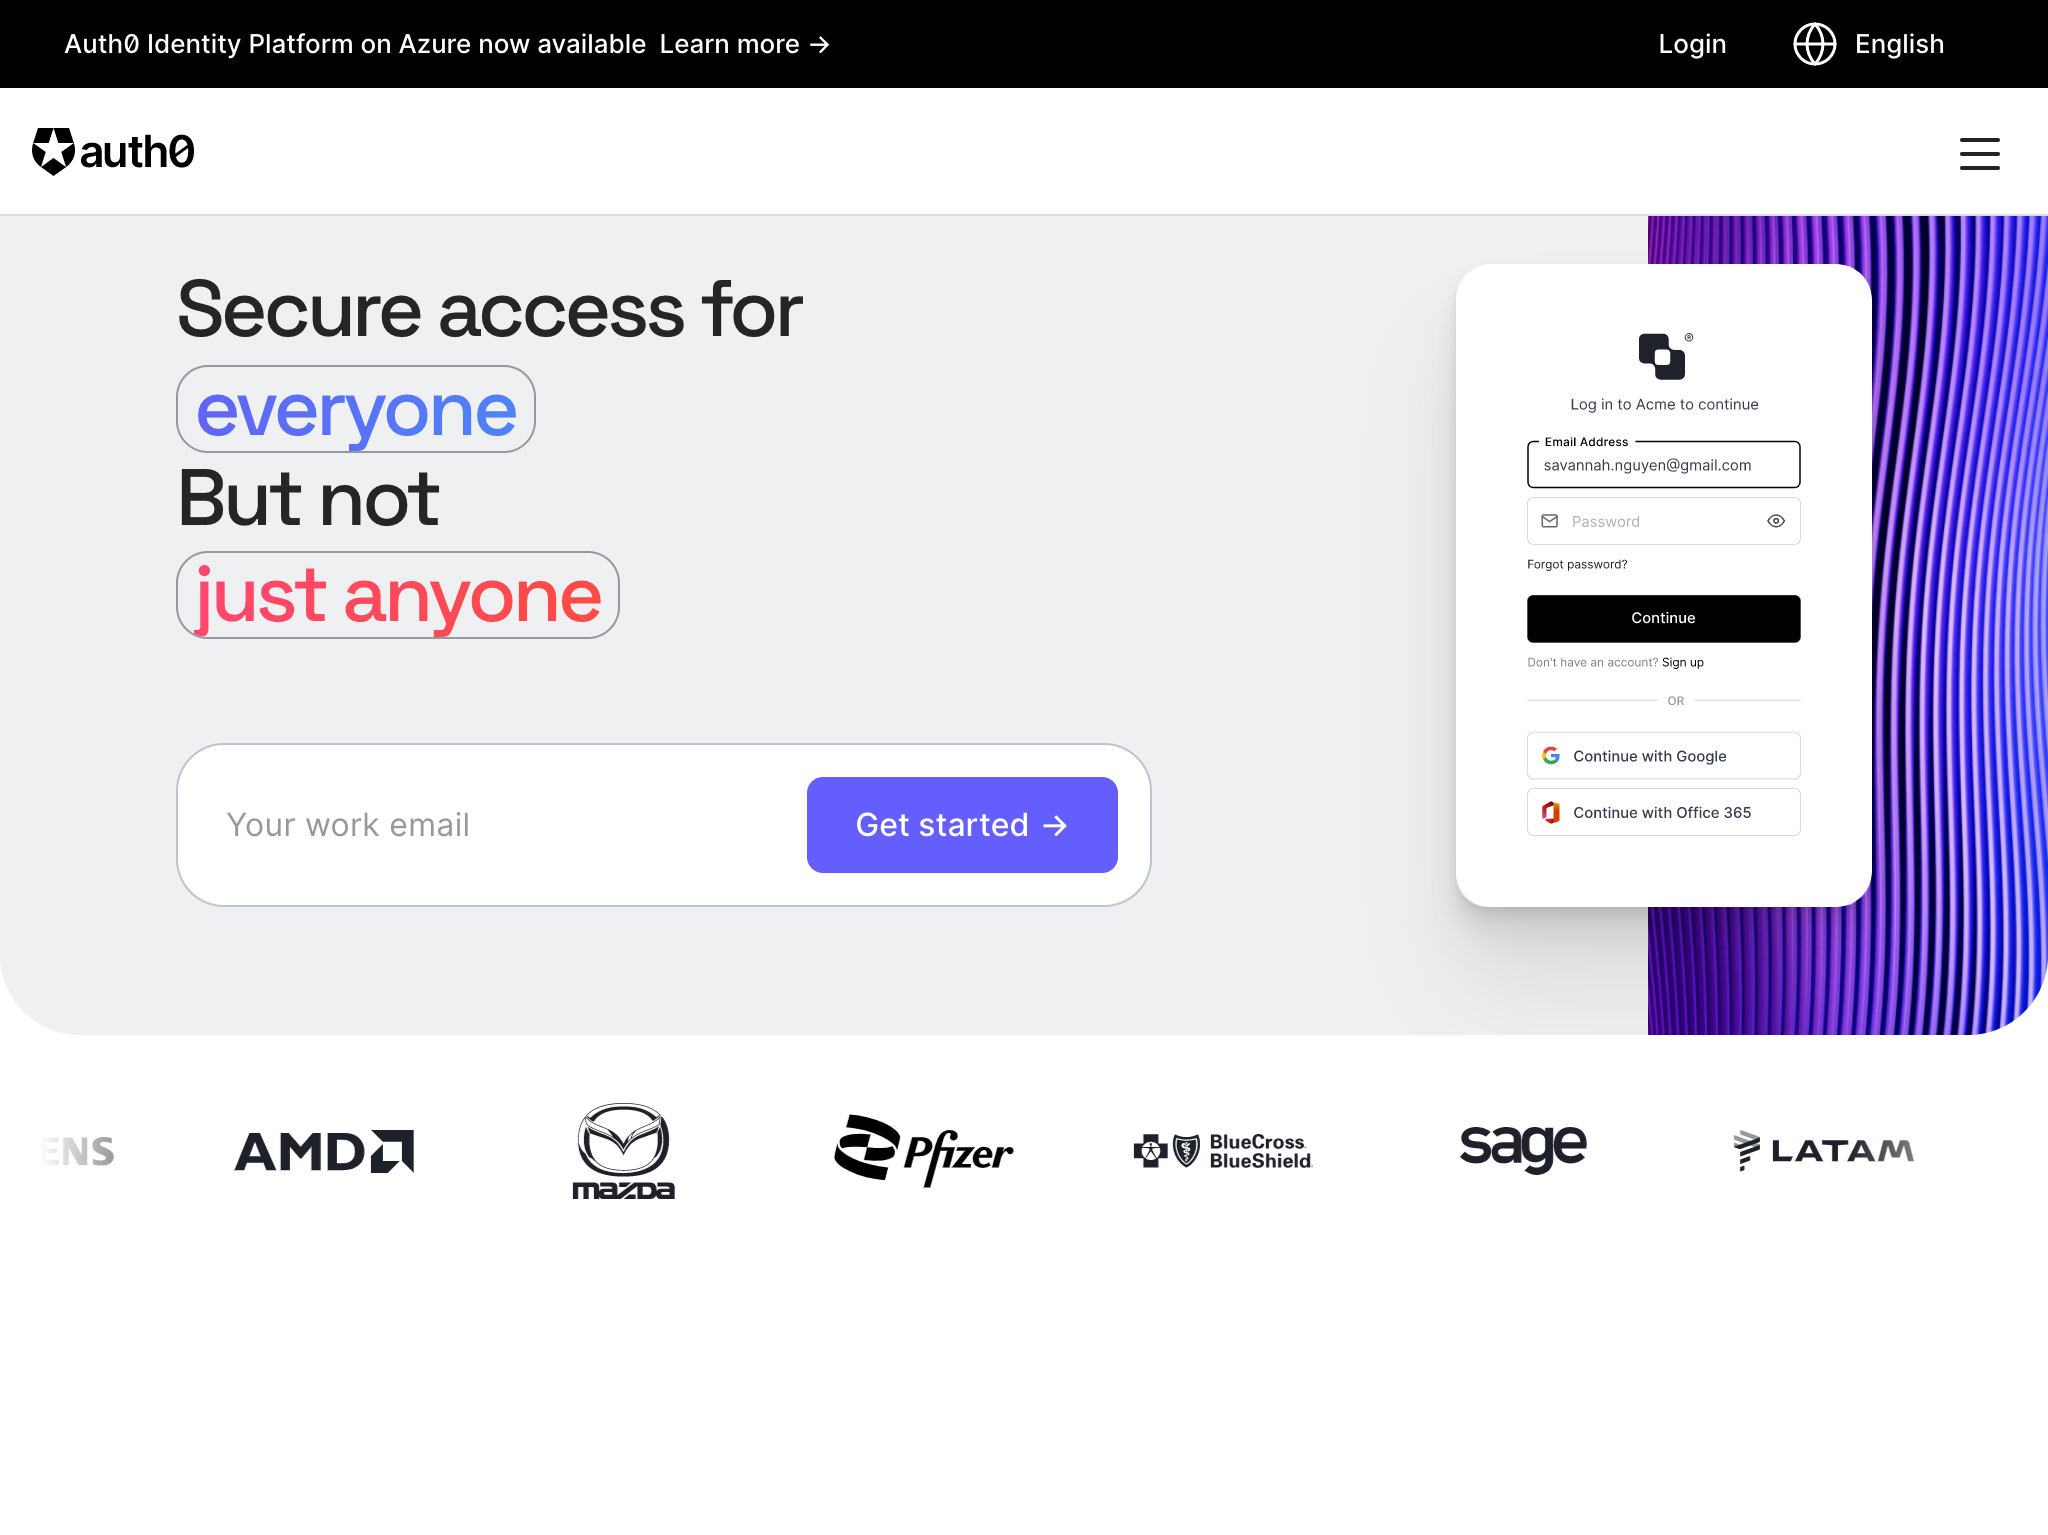 Auth0 Identity Platform on Azure now available Learn more →
Login
English
auth0
Secure access for
everyone
But not
just anyone
Your work email
Get started →
®
Log in to Acme to continue
Email Address
savannah.nguyen@gmail.com
Password
Forgot password?
Continue
Don't have an account? Sign up
OR
Continue with Google
Continue with Office 365
ENS
AMD
mazda
Pfizer
BlueCross
BlueShield
sage
LATAM